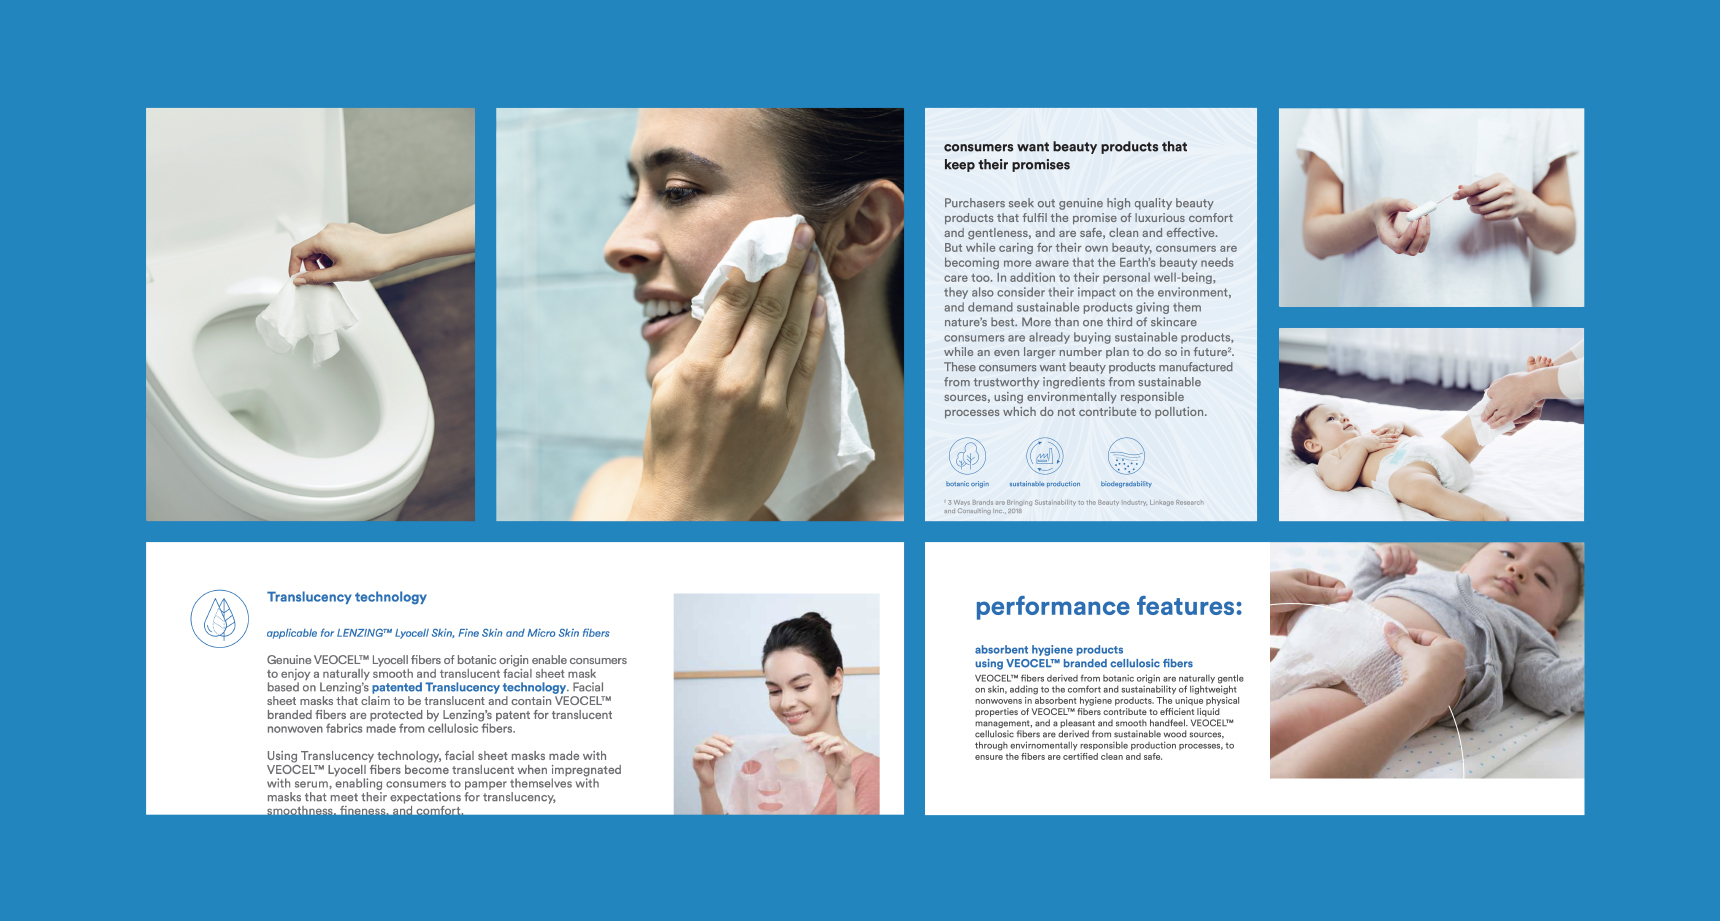 consumers want beauty products that
keep their promises
Purchasers seek out genuine high quality beauty
products that fulfil the promise of luxurious comfort
and gentleness, and are safe, clean and effective.
But while caring for their own beauty, consumers are
becoming more aware that the Earth's beauty needs
care too. In addition to their personal well-being,
they also consider their impact on the environment,
and demand sustainable products giving them
nature's best. More than one third of skincare
consumers are already buying sustainable products,
while an even larger number plan to do so in future².
These consumers want beauty products manufactured
from trustworthy ingredients from sustainable
sources, using environmentally responsible
processes which do not contribute to pollution.
botanic origin sustainable production biodegradability
¹ 3 Ways Brands are Bringing Sustainability to the Beauty Industry, Linkage Research
and Consulting Inc., 2018
Translucency technology
applicable for LENZING™ Lyocell Skin, Fine Skin and Micro Skin fibers
Genuine VEOCEL™ Lyocell fibers of botanic origin enable consumers
to enjoy a naturally smooth and translucent facial sheet mask
based on Lenzing's patented Translucency technology. Facial
sheet masks that claim to be translucent and contain VEOCEL™
branded fibers are protected by Lenzing's patent for translucent
nonwoven fabrics made from cellulosic fibers.
Using Translucency technology, facial sheet masks made with
VEOCEL™ Lyocell fibers become translucent when impregnated
with serum, enabling consumers to pamper themselves with
masks that meet their expectations for translucency,
smoothness, fineness, and comfort.
performance features:
absorbent hygiene products
using VEOCEL™ branded cellulosic fibers
VEOCEL™ fibers derived from botanic origin are naturally gentle
on skin, adding to the comfort and sustainability of lightweight
nonwovens in absorbent hygiene products. The unique physical
properties of VEOCEL™ fibers contribute to efficient liquid
management, and a pleasant and smooth handfeel. VEOCEL™
cellulosic fibers are derived from sustainable wood sources,
through envirnomentally responsible production processes, to
ensure the fibers are certified clean and safe.